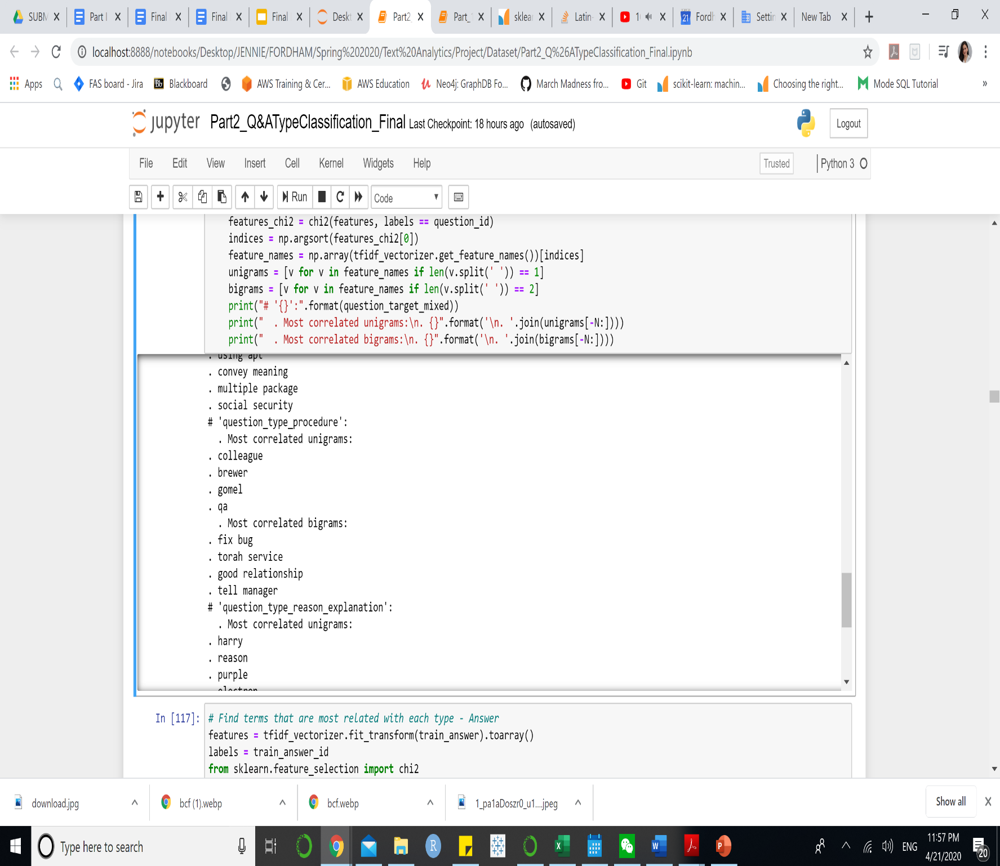 SUBM
Part I
Final
Final
Final
Deskt
Part2_
Part_
sklear
Latin-
1
21
Fordh
Settin
New Tab
localhost:8888/notebooks/Desktop/JENNIE/FORDHAM/Spring%202020/Text%20Analytics/Project/Dataset/Part2_Q%26ATypeClassification_Final.ipynb
Apps
FAS board - Jira
Bb
Blackboard
AWS Training & Cer...
AWS Education
Neo4j: GraphDB Fo...
March Madness fro...
Git
scikit-learn: machin...
Choosing the right...
Mode SQL Tutorial
»
jupyter Part2_Q&ATypeClassification_Final Last Checkpoint: 18 hours ago (autosaved)
Logout
File Edit View Insert Cell Kernel Widgets Help
Trusted
Python 3
Run
Code
features_chi2 = chi2(features, labels == question_id)
indices = np.argsort(features_chi2[0])
feature_names = np.array(tfidf_vectorizer.get_feature_names())[indices]
unigrams = [v for v in feature_names if len(v.split(' ')) == 1]
bigrams = [v for v in feature_names if len(v.split(' ')) == 2]
print("# '{}':".format(question_target_mixed))
print("  . Most correlated unigrams:\n. {}".format('\n. '.join(unigrams[-N:])))
print("  . Most correlated bigrams:\n. {}".format('\n. '.join(bigrams[-N:])))
. using apt
. convey meaning
. multiple package
. social security
# 'question_type_procedure':
  . Most correlated unigrams:
. colleague
. brewer
. gomel
. qa
  . Most correlated bigrams:
. fix bug
. torah service
. good relationship
. tell manager
# 'question_type_reason_explanation':
  . Most correlated unigrams:
. harry
. reason
. purple
. electron
In [117]:
# Find terms that are most related with each type - Answer
features = tfidf_vectorizer.fit_transform(train_answer).toarray()
labels = train_answer_id
from sklearn.feature_selection import chi2
download.jpg
bcf (1).webp
bcf.webp
1_pa1aDoszr0_u1....jpeg
Show all
Type here to search
R
X
W
P
ENG
11:57 PM
4/21/2020
20